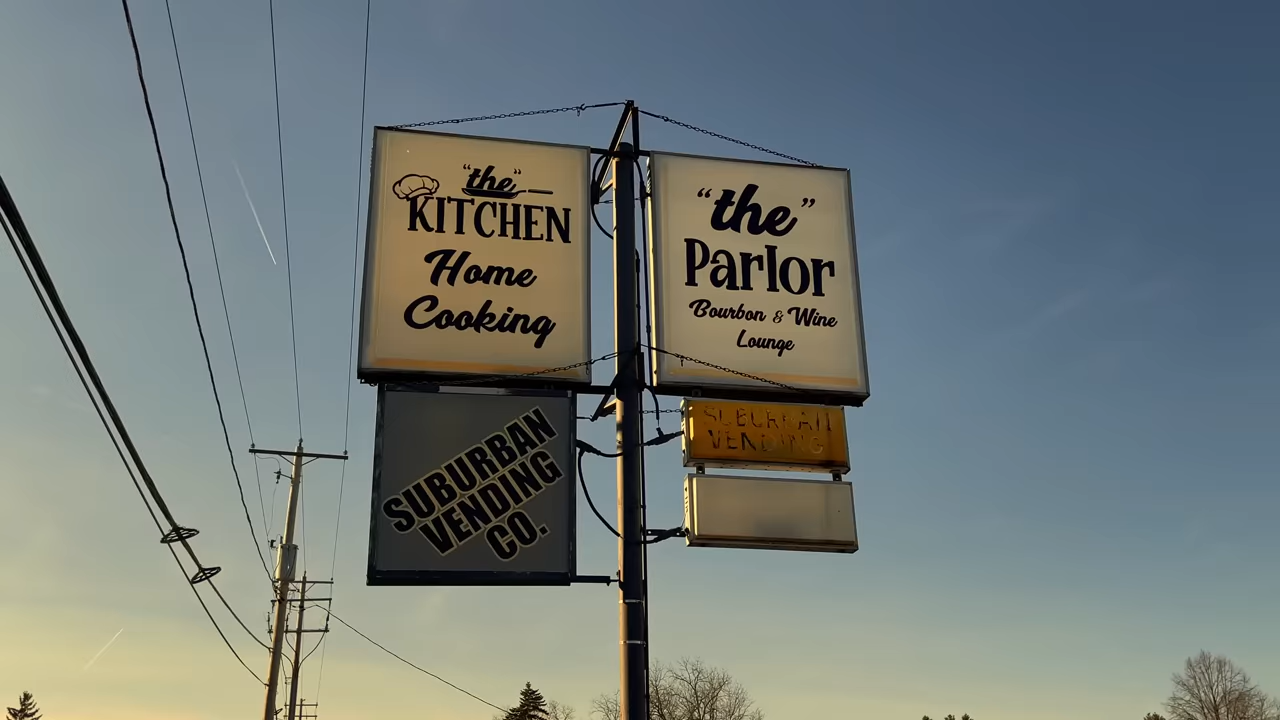 "the"
KITCHEN
Home
Cooking
"the"
Parlor
Bourbon & Wine
Lounge
SUBURBAN
VENDING
CO.
SUBURBAN
VENDING